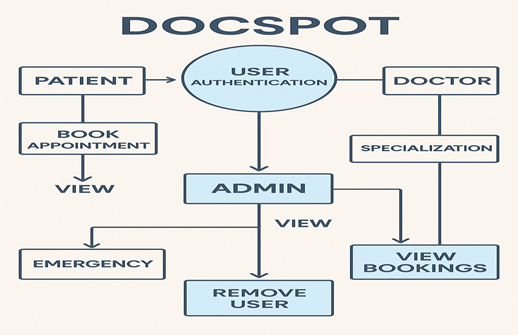 DOCSPOT
PATIENT
USER
AUTHENTICATION
DOCTOR
BOOK
APPOINTMENT
SPECIALIZATION
VIEW
ADMIN
VIEW
EMERGENCY
VIEW
BOOKINGS
REMOVE
USER